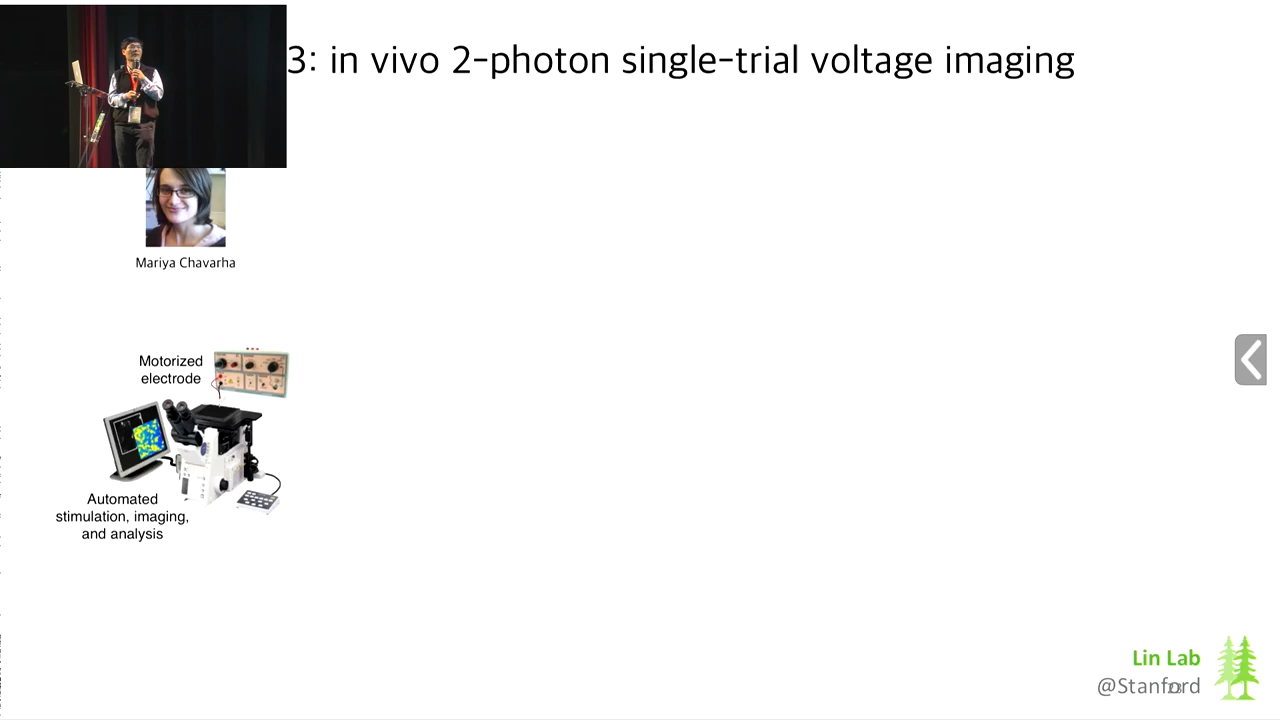 3: in vivo 2-photon single-trial voltage imaging
Mariya Chavarha
Motorized
electrode
Automated
stimulation, imaging,
and analysis
Lin Lab
@Stanford